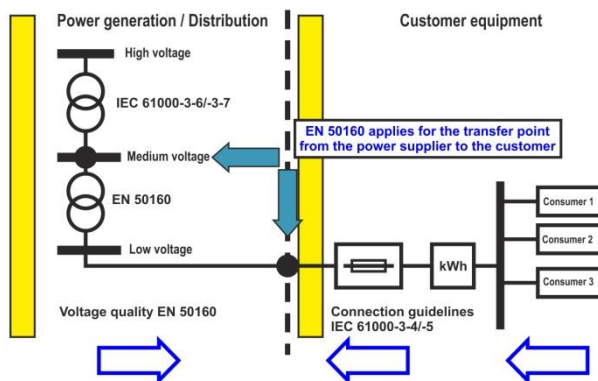 Power generation / Distribution
Customer equipment
High voltage
IEC 61000-3-6/-3-7
EN 50160 applies for the transfer point
from the power supplier to the customer
Medium voltage
EN 50160
Consumer 1
Consumer 2
kWh
Consumer 3
Low voltage
Voltage quality EN 50160
Connection guidelines
IEC 61000-3-4/-5